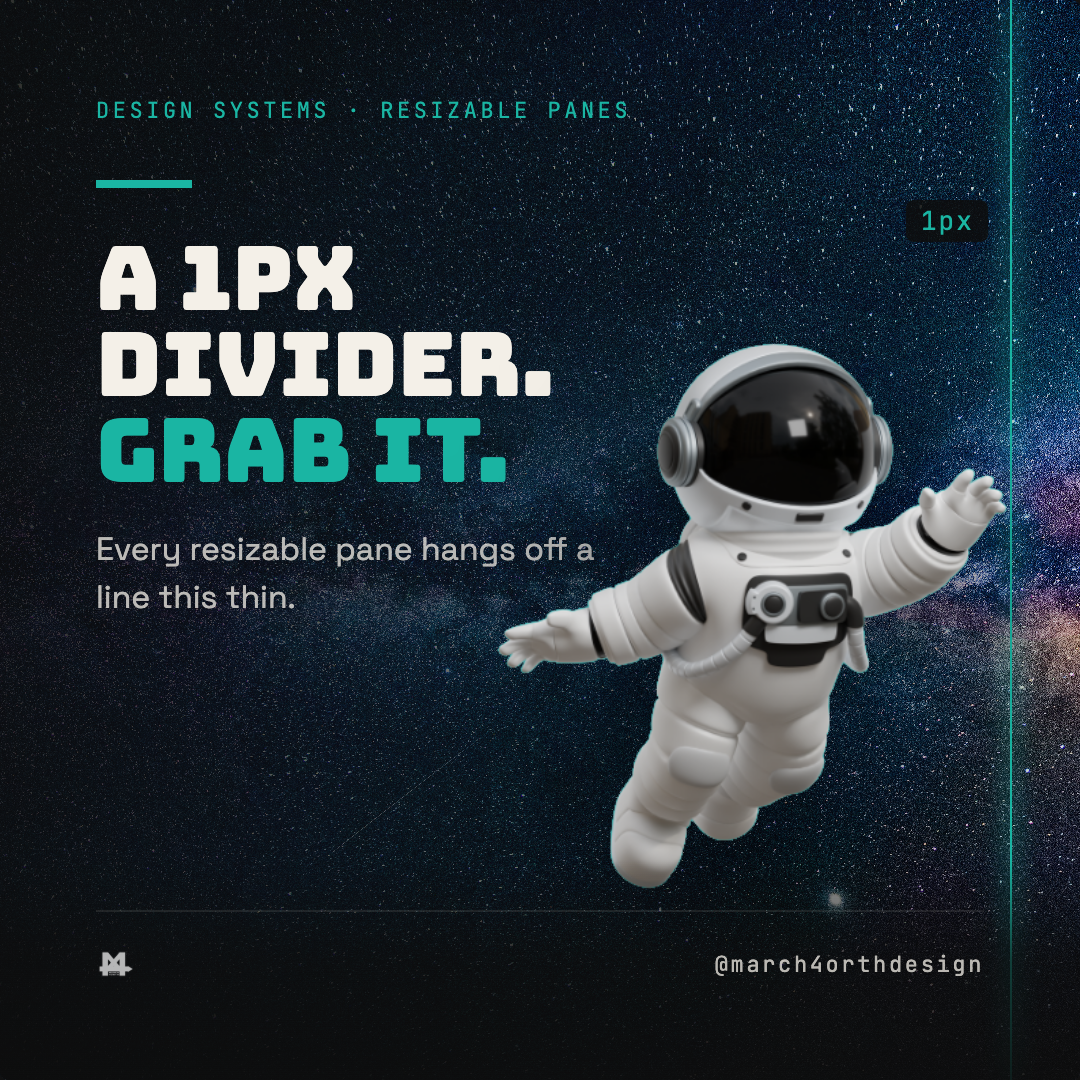 DESIGN SYSTEMS · RESIZABLE PANES
1px
A 1PX
DIVIDER.
GRAB IT.
Every resizable pane hangs off a
line this thin.
@march4orthdesign